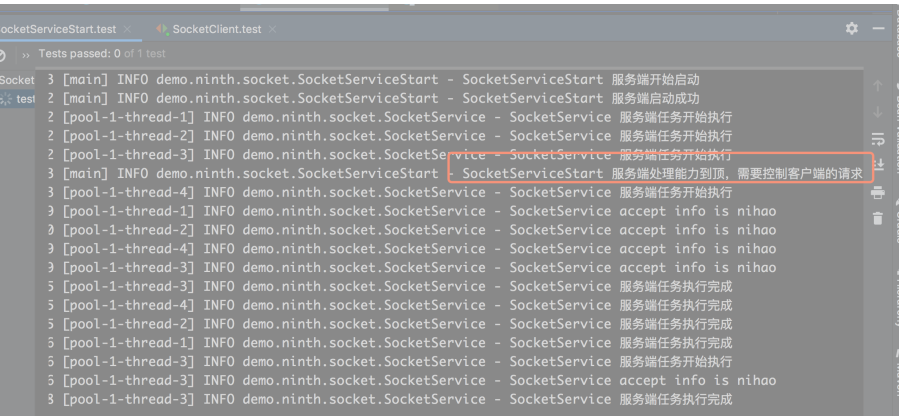 ocketServiceStart.test × SocketClient.test ×
» Tests passed: 0 of 1 test
Socket
test
3 [main] INFO demo.ninth.socket.SocketServiceStart - SocketServiceStart 服务端开始启动
2 [main] INFO demo.ninth.socket.SocketServiceStart - SocketServiceStart 服务端启动成功
2 [pool-1-thread-1] INFO demo.ninth.socket.SocketService - SocketService 服务端任务开始执行
2 [pool-1-thread-2] INFO demo.ninth.socket.SocketService - SocketService 服务端任务开始执行
2 [pool-1-thread-3] INFO demo.ninth.socket.SocketService - SocketService 服务端任务开始执行
3 [main] INFO demo.ninth.socket.SocketServiceStart - SocketServiceStart 服务端处理能力到顶，需要控制客户端的请求
3 [pool-1-thread-4] INFO demo.ninth.socket.SocketService - SocketService 服务端任务开始执行
9 [pool-1-thread-1] INFO demo.ninth.socket.SocketService - SocketService accept info is nihao
0 [pool-1-thread-2] INFO demo.ninth.socket.SocketService - SocketService accept info is nihao
9 [pool-1-thread-4] INFO demo.ninth.socket.SocketService - SocketService accept info is nihao
9 [pool-1-thread-3] INFO demo.ninth.socket.SocketService - SocketService accept info is nihao
5 [pool-1-thread-3] INFO demo.ninth.socket.SocketService - SocketService 服务端任务执行完成
5 [pool-1-thread-4] INFO demo.ninth.socket.SocketService - SocketService 服务端任务执行完成
5 [pool-1-thread-2] INFO demo.ninth.socket.SocketService - SocketService 服务端任务执行完成
6 [pool-1-thread-1] INFO demo.ninth.socket.SocketService - SocketService 服务端任务执行完成
5 [pool-1-thread-3] INFO demo.ninth.socket.SocketService - SocketService 服务端任务开始执行
6 [pool-1-thread-3] INFO demo.ninth.socket.SocketService - SocketService accept info is nihao
8 [pool-1-thread-3] INFO demo.ninth.socket.SocketService - SocketService 服务端任务执行完成